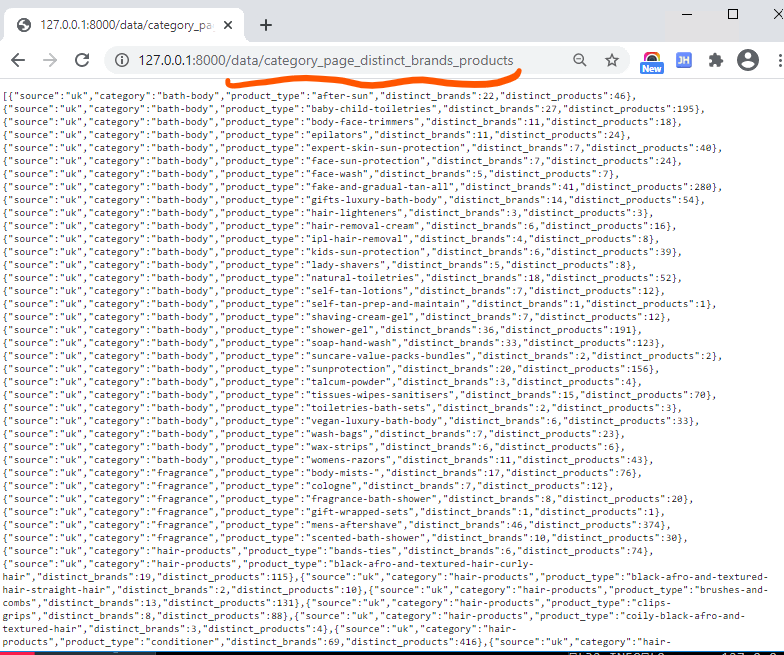 127.0.0.1:8000/data/category_pa
127.0.0.1:8000/data/category_page_distinct_brands_products
New
JH
[{"source":"uk","category":"bath-body","product_type":"after-sun","distinct_brands":22,"distinct_products":46},
{"source":"uk","category":"bath-body","product_type":"baby-child-toiletries","distinct_brands":27,"distinct_products":195},
{"source":"uk","category":"bath-body","product_type":"body-face-trimmers","distinct_brands":11,"distinct_products":18},
{"source":"uk","category":"bath-body","product_type":"epilators","distinct_brands":11,"distinct_products":24},
{"source":"uk","category":"bath-body","product_type":"expert-skin-sun-protection","distinct_brands":7,"distinct_products":40},
{"source":"uk","category":"bath-body","product_type":"face-sun-protection","distinct_brands":7,"distinct_products":24},
{"source":"uk","category":"bath-body","product_type":"face-wash","distinct_brands":5,"distinct_products":7},
{"source":"uk","category":"bath-body","product_type":"fake-and-gradual-tan-all","distinct_brands":41,"distinct_products":280},
{"source":"uk","category":"bath-body","product_type":"gifts-luxury-bath-body","distinct_brands":14,"distinct_products":54},
{"source":"uk","category":"bath-body","product_type":"hair-lighteners","distinct_brands":3,"distinct_products":3},
{"source":"uk","category":"bath-body","product_type":"hair-removal-cream","distinct_brands":6,"distinct_products":16},
{"source":"uk","category":"bath-body","product_type":"ipl-hair-removal","distinct_brands":4,"distinct_products":8},
{"source":"uk","category":"bath-body","product_type":"kids-sun-protection","distinct_brands":6,"distinct_products":39},
{"source":"uk","category":"bath-body","product_type":"lady-shavers","distinct_brands":5,"distinct_products":8},
{"source":"uk","category":"bath-body","product_type":"natural-toiletries","distinct_brands":18,"distinct_products":52},
{"source":"uk","category":"bath-body","product_type":"self-tan-lotions","distinct_brands":7,"distinct_products":12},
{"source":"uk","category":"bath-body","product_type":"self-tan-prep-and-maintain","distinct_brands":1,"distinct_products":1},
{"source":"uk","category":"bath-body","product_type":"shaving-cream-gel","distinct_brands":7,"distinct_products":12},
{"source":"uk","category":"bath-body","product_type":"shower-gel","distinct_brands":36,"distinct_products":191},
{"source":"uk","category":"bath-body","product_type":"soap-hand-wash","distinct_brands":33,"distinct_products":123},
{"source":"uk","category":"bath-body","product_type":"suncare-value-packs-bundles","distinct_brands":2,"distinct_products":2},
{"source":"uk","category":"bath-body","product_type":"sunprotection","distinct_brands":20,"distinct_products":156},
{"source":"uk","category":"bath-body","product_type":"talcum-powder","distinct_brands":3,"distinct_products":4},
{"source":"uk","category":"bath-body","product_type":"tissues-wipes-sanitisers","distinct_brands":15,"distinct_products":70},
{"source":"uk","category":"bath-body","product_type":"toiletries-bath-sets","distinct_brands":2,"distinct_products":3},
{"source":"uk","category":"bath-body","product_type":"vegan-luxury-bath-body","distinct_brands":6,"distinct_products":33},
{"source":"uk","category":"bath-body","product_type":"wash-bags","distinct_brands":7,"distinct_products":23},
{"source":"uk","category":"bath-body","product_type":"wax-strips","distinct_brands":6,"distinct_products":6},
{"source":"uk","category":"bath-body","product_type":"womens-razors","distinct_brands":11,"distinct_products":43},
{"source":"uk","category":"fragrance","product_type":"body-mists-","distinct_brands":17,"distinct_products":76},
{"source":"uk","category":"fragrance","product_type":"cologne","distinct_brands":7,"distinct_products":12},
{"source":"uk","category":"fragrance","product_type":"fragrance-bath-shower","distinct_brands":8,"distinct_products":20},
{"source":"uk","category":"fragrance","product_type":"gift-wrapped-sets","distinct_brands":1,"distinct_products":1},
{"source":"uk","category":"fragrance","product_type":"mens-aftershave","distinct_brands":46,"distinct_products":374},
{"source":"uk","category":"fragrance","product_type":"scented-bath-shower","distinct_brands":10,"distinct_products":30},
{"source":"uk","category":"hair-products","product_type":"bands-ties","distinct_brands":6,"distinct_products":74},
{"source":"uk","category":"hair-products","product_type":"black-afro-and-textured-hair-curly-
hair","distinct_brands":19,"distinct_products":115},{"source":"uk","category":"hair-products","product_type":"black-afro-and-textured-
hair-straight-hair","distinct_brands":2,"distinct_products":10},{"source":"uk","category":"hair-products","product_type":"brushes-and-
combs","distinct_brands":13,"distinct_products":131},{"source":"uk","category":"hair-products","product_type":"clips-
grips","distinct_brands":8,"distinct_products":88},{"source":"uk","category":"hair-products","product_type":"coily-black-afro-and-
textured-hair","distinct_brands":3,"distinct_products":4},{"source":"uk","category":"hair-
products","product_type":"conditioner","distinct_brands":69,"distinct_products":416},{"source":"uk","category":"hair-